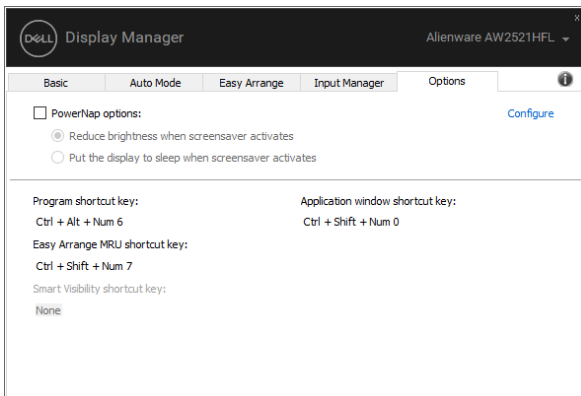 DELL Display Manager
Alienware AW2521HFL
Basic Auto Mode Easy Arrange Input Manager Options
PowerNap options: Configure
Reduce brightness when screensaver activates
Put the display to sleep when screensaver activates
Program shortcut key: Application window shortcut key:
Ctrl + Alt + Num 6 Ctrl + Shift + Num 0
Easy Arrange MRU shortcut key:
Ctrl + Shift + Num 7
Smart Visibility shortcut key:
None